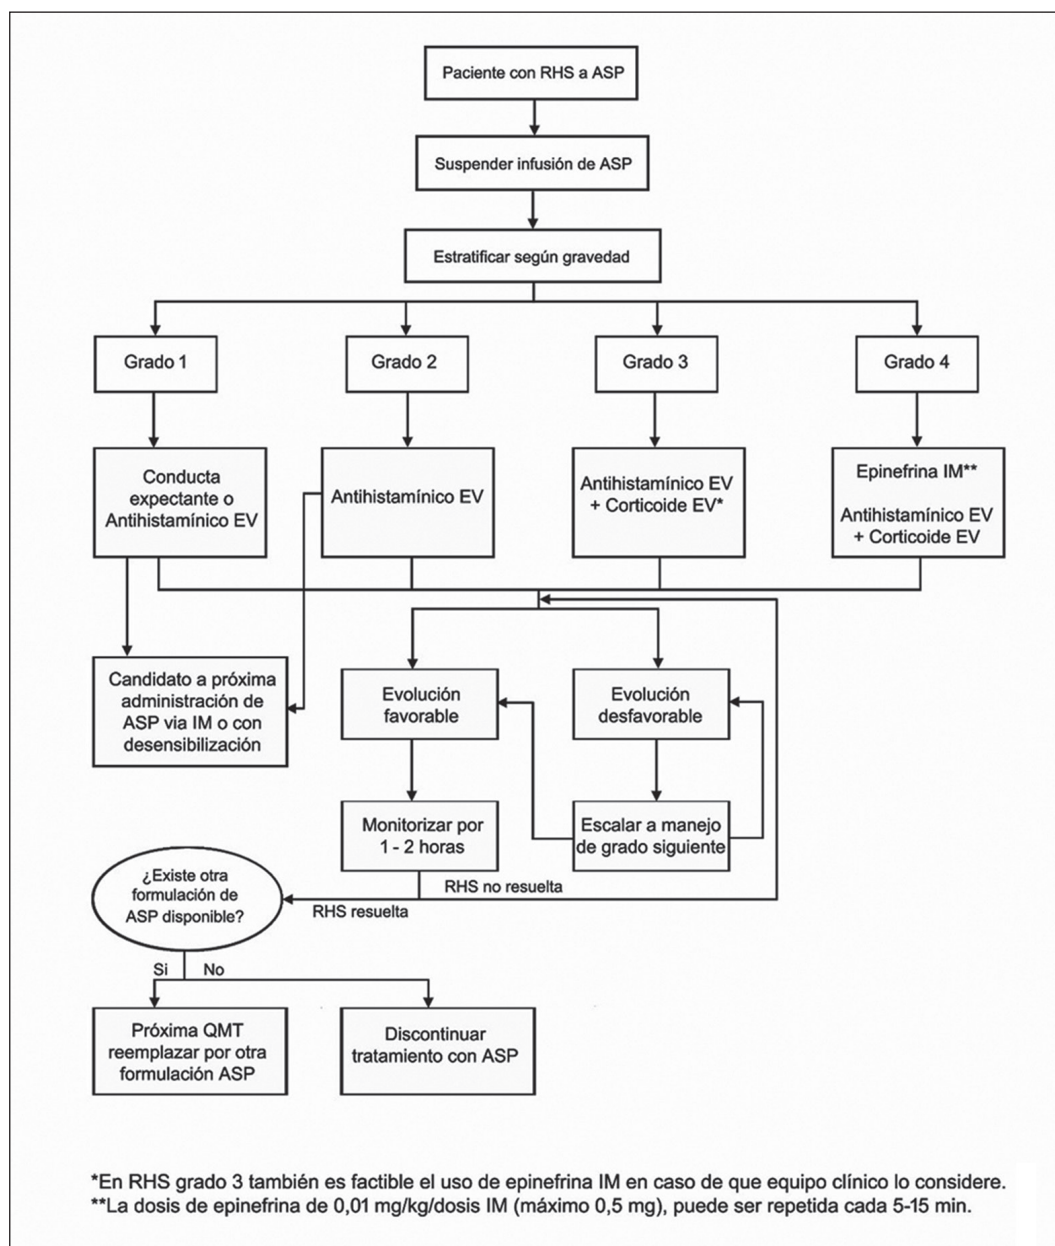 Paciente con RHS a ASP
Suspender infusión de ASP
Estratificar según gravedad
Grado 1
Grado 2
Grado 3
Grado 4
Conducta
expectante o
Antihistamínico EV
Antihistamínico EV
Antihistamínico EV
+ Corticoide EV*
Epinefrina IM**
Antihistamínico EV
+ Corticoide EV
Candidato a próxima
administración de
ASP via IM o con
desensibilización
Evolución
favorable
Evolución
desfavorable
Monitorizar por
1 - 2 horas
Escalar a manejo
de grado siguiente
RHS no resuelta
RHS resuelta
¿Existe otra
formulación de
ASP disponible?
Si
No
Próxima QMT
reemplazar por otra
formulación ASP
Discontinuar
tratamiento con ASP
*En RHS grado 3 también es factible el uso de epinefrina IM en caso de que equipo clínico lo considere.
**La dosis de epinefrina de 0,01 mg/kg/dosis IM (máximo 0,5 mg), puede ser repetida cada 5-15 min.